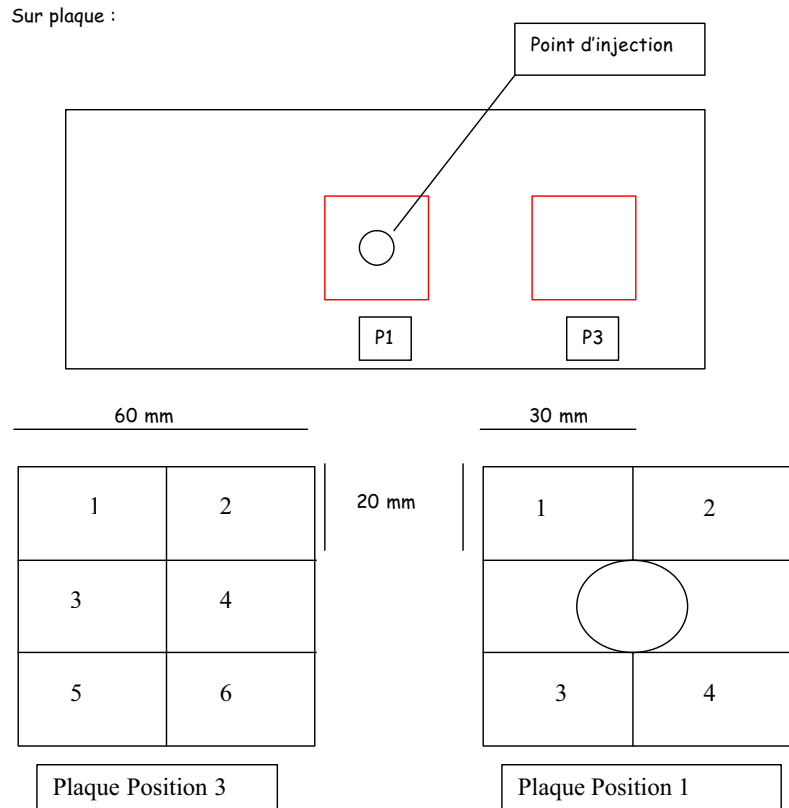 Sur plaque :
Point d'injection
P1
P3
60 mm
30 mm
20 mm
1
2
3
4
5
6
1
2
3
4
Plaque Position 3
Plaque Position 1